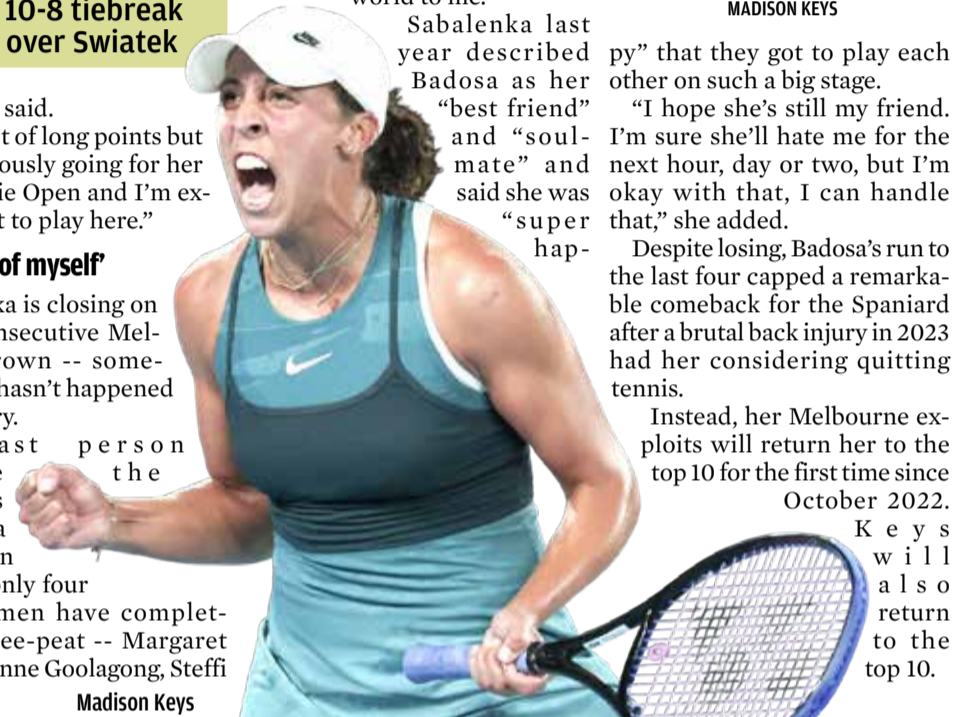 10-8 tiebreak
over Swiatek
said.
t of long points but
ously going for her
ie Open and I'm ex-
t to play here."
of myself'
ka is closing on
nsecutive Mel-
rown -- some-
hasn't happened
ry.
ast person
e the
s
a
n
only four
men have complet-
ee-peat -- Margaret
nne Goolagong, Steffi
Madison Keys
world to me.
Sabalenka last
year described
Badosa as her
"best friend"
and "soul-
mate" and
said she was
"super
hap-
MADISON KEYS
py" that they got to play each
other on such a big stage.
"I hope she's still my friend.
I'm sure she'll hate me for the
next hour, day or two, but I'm
okay with that, I can handle
that," she added.
Despite losing, Badosa's run to
the last four capped a remarka-
ble comeback for the Spaniard
after a brutal back injury in 2023
had her considering quitting
tennis.
Instead, her Melbourne ex-
ploits will return her to the
top 10 for the first time since
October 2022.
Keys
will
also
return
to the
top 10.